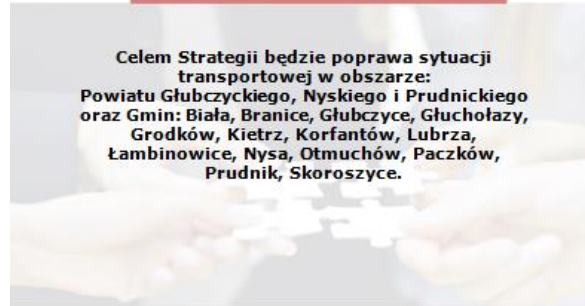 Celem Strategii będzie poprawa sytuacji
transportowej w obszarze:
Powiatu Głubczyckiego, Nyskiego i Prudnickiego
oraz Gmin: Biała, Branice, Głubczyce, Głuchołazy,
Grodków, Kietrz, Korfantów, Lubrza,
Łambinowice, Nysa, Otmuchów, Paczków,
Prudnik, Skoroszyce.